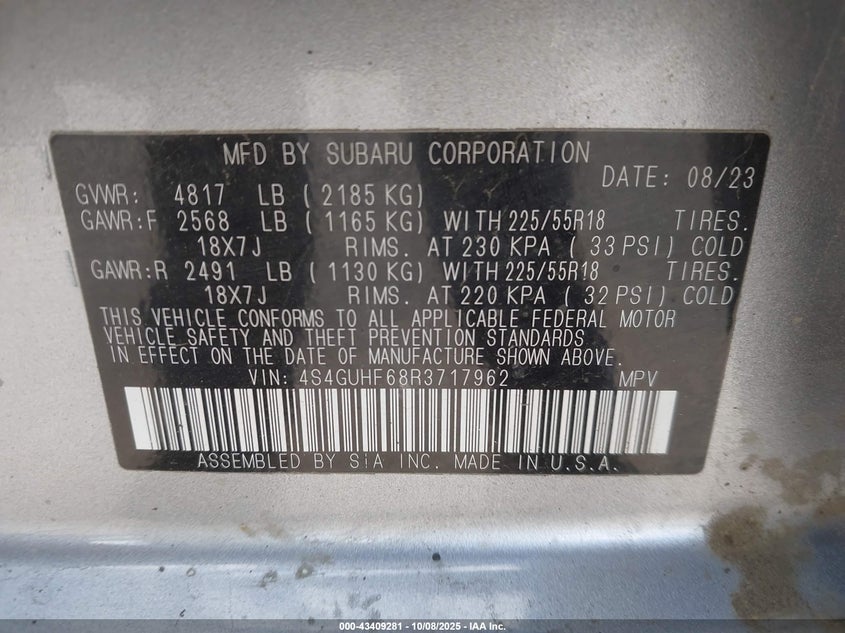 MFD BY SUBARU CORPORATION
DATE: 08/23
GVWR: 4817 LB ( 2185 KG)
GAWR:F 2568 LB ( 1165 KG) WITH 225/55R18 TIRES.
18X7J RIMS. AT 230 KPA ( 33 PSI) COLD
GAWR:R 2491 LB ( 1130 KG) WITH 225/55R18 TIRES.
18X7J RIMS. AT 220 KPA ( 32 PSI) COLD
THIS VEHICLE CONFORMS TO ALL APPLICABLE FEDERAL MOTOR
VEHICLE SAFETY AND THEFT PREVENTION STANDARDS
IN EFFECT ON THE DATE OF MANUFACTURE SHOWN ABOVE.
VIN: 4S4GUHF68R3717962 MPV
ASSEMBLED BY SiA INC. MADE IN U.S.A.
000-43409281 - 10/08/2025 - IAA Inc.